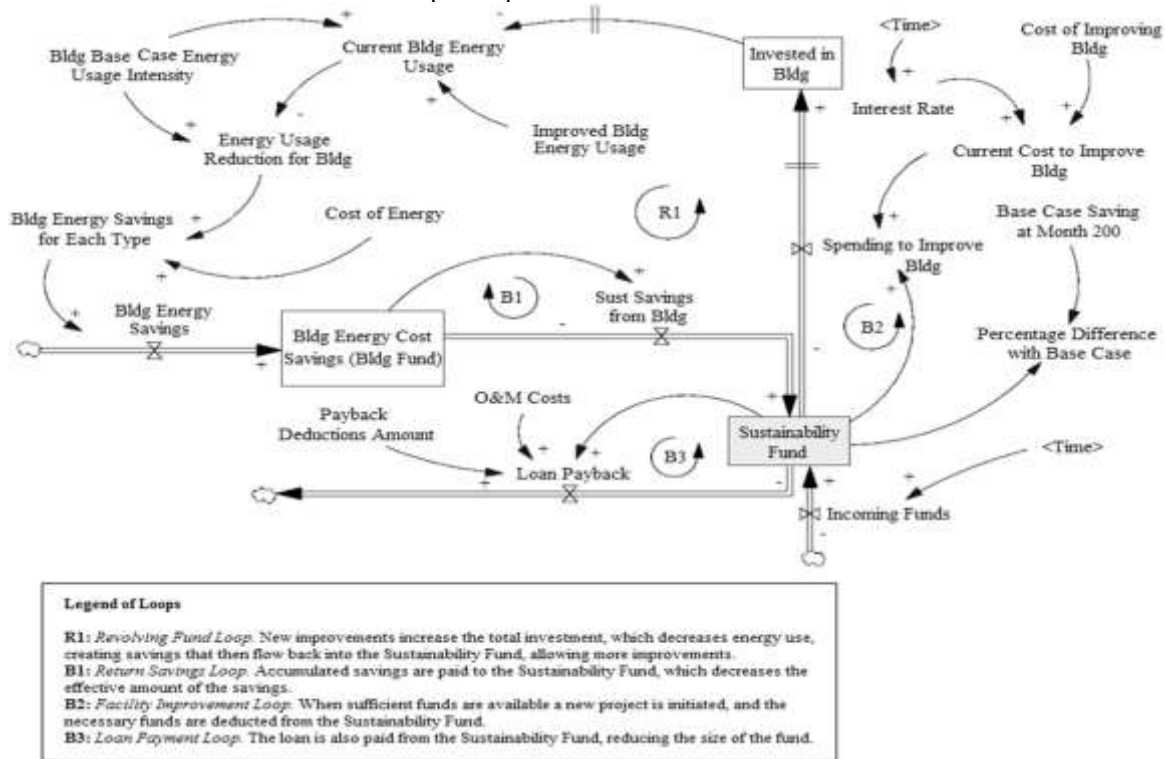 Bldg Base Case Energy
Usage Intensity
+
-
Current Bldg Energy
Usage
+
Improved Bldg
Energy Usage
-
+
Energy Usage
Reduction for Bldg
Invested in
Bldg
+
<Time>
+
Interest Rate
Cost of Improving
Bldg
+
+
Current Cost to Improve
Bldg
Bldg Energy Savings
for Each Type
+
+
Cost of Energy
R1
+
Spending to Improve
Bldg
+
Base Case Saving
at Month 200
+
Bldg Energy
Savings
+
Bldg Energy Cost
Savings (Bldg Fund)
B1
+
Sust Savings
from Bldg
-
B2
-
Percentage Difference
with Base Case
Payback
Deductions Amount
O&M Costs
+
+
+
Loan Payback
B3
+
Sustainability
Fund
-
+
<Time>
+
Incoming Funds
-
Legend of Loops
R1: Revolving Fund Loop. New improvements increase the total investment, which decreases energy use,
creating savings that then flow back into the Sustainability Fund, allowing more improvements.
B1: Return Savings Loop. Accumulated savings are paid to the Sustainability Fund, which decreases the
effective amount of the savings.
B2: Facility Improvement Loop. When sufficient funds are available a new project is initiated, and the
necessary funds are deducted from the Sustainability Fund.
B3: Loan Payment Loop. The loan is also paid from the Sustainability Fund, reducing the size of the fund.